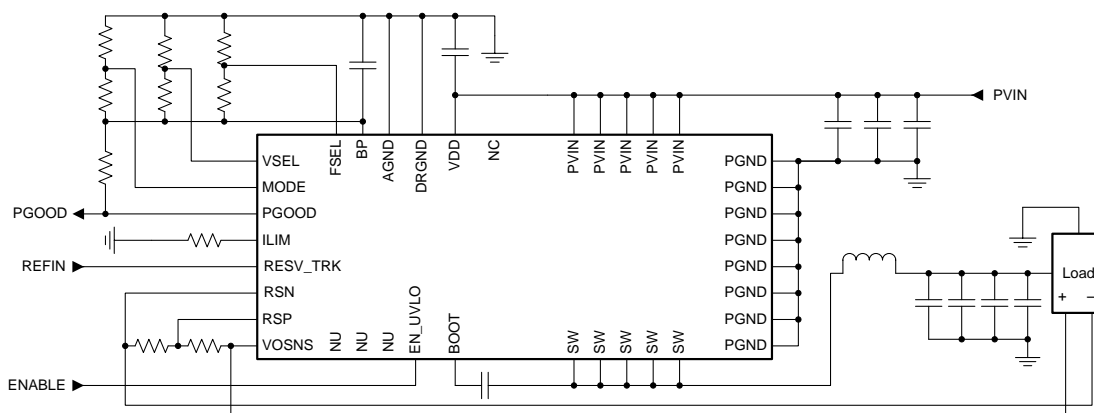 PVIN
FSEL
BP
AGND
DRGND
VDD
NC
PVIN
PVIN
PVIN
PVIN
PVIN
VSEL
MODE
PGOOD
ILIM
RESV_TRK
RSN
RSP
VOSNS
PGND
PGND
PGND
PGND
PGND
PGND
PGND
PGND
PGOOD
REFIN
ENABLE
NU
NU
NU
EN_UVLO
BOOT
SW
SW
SW
SW
SW
Load
+ −